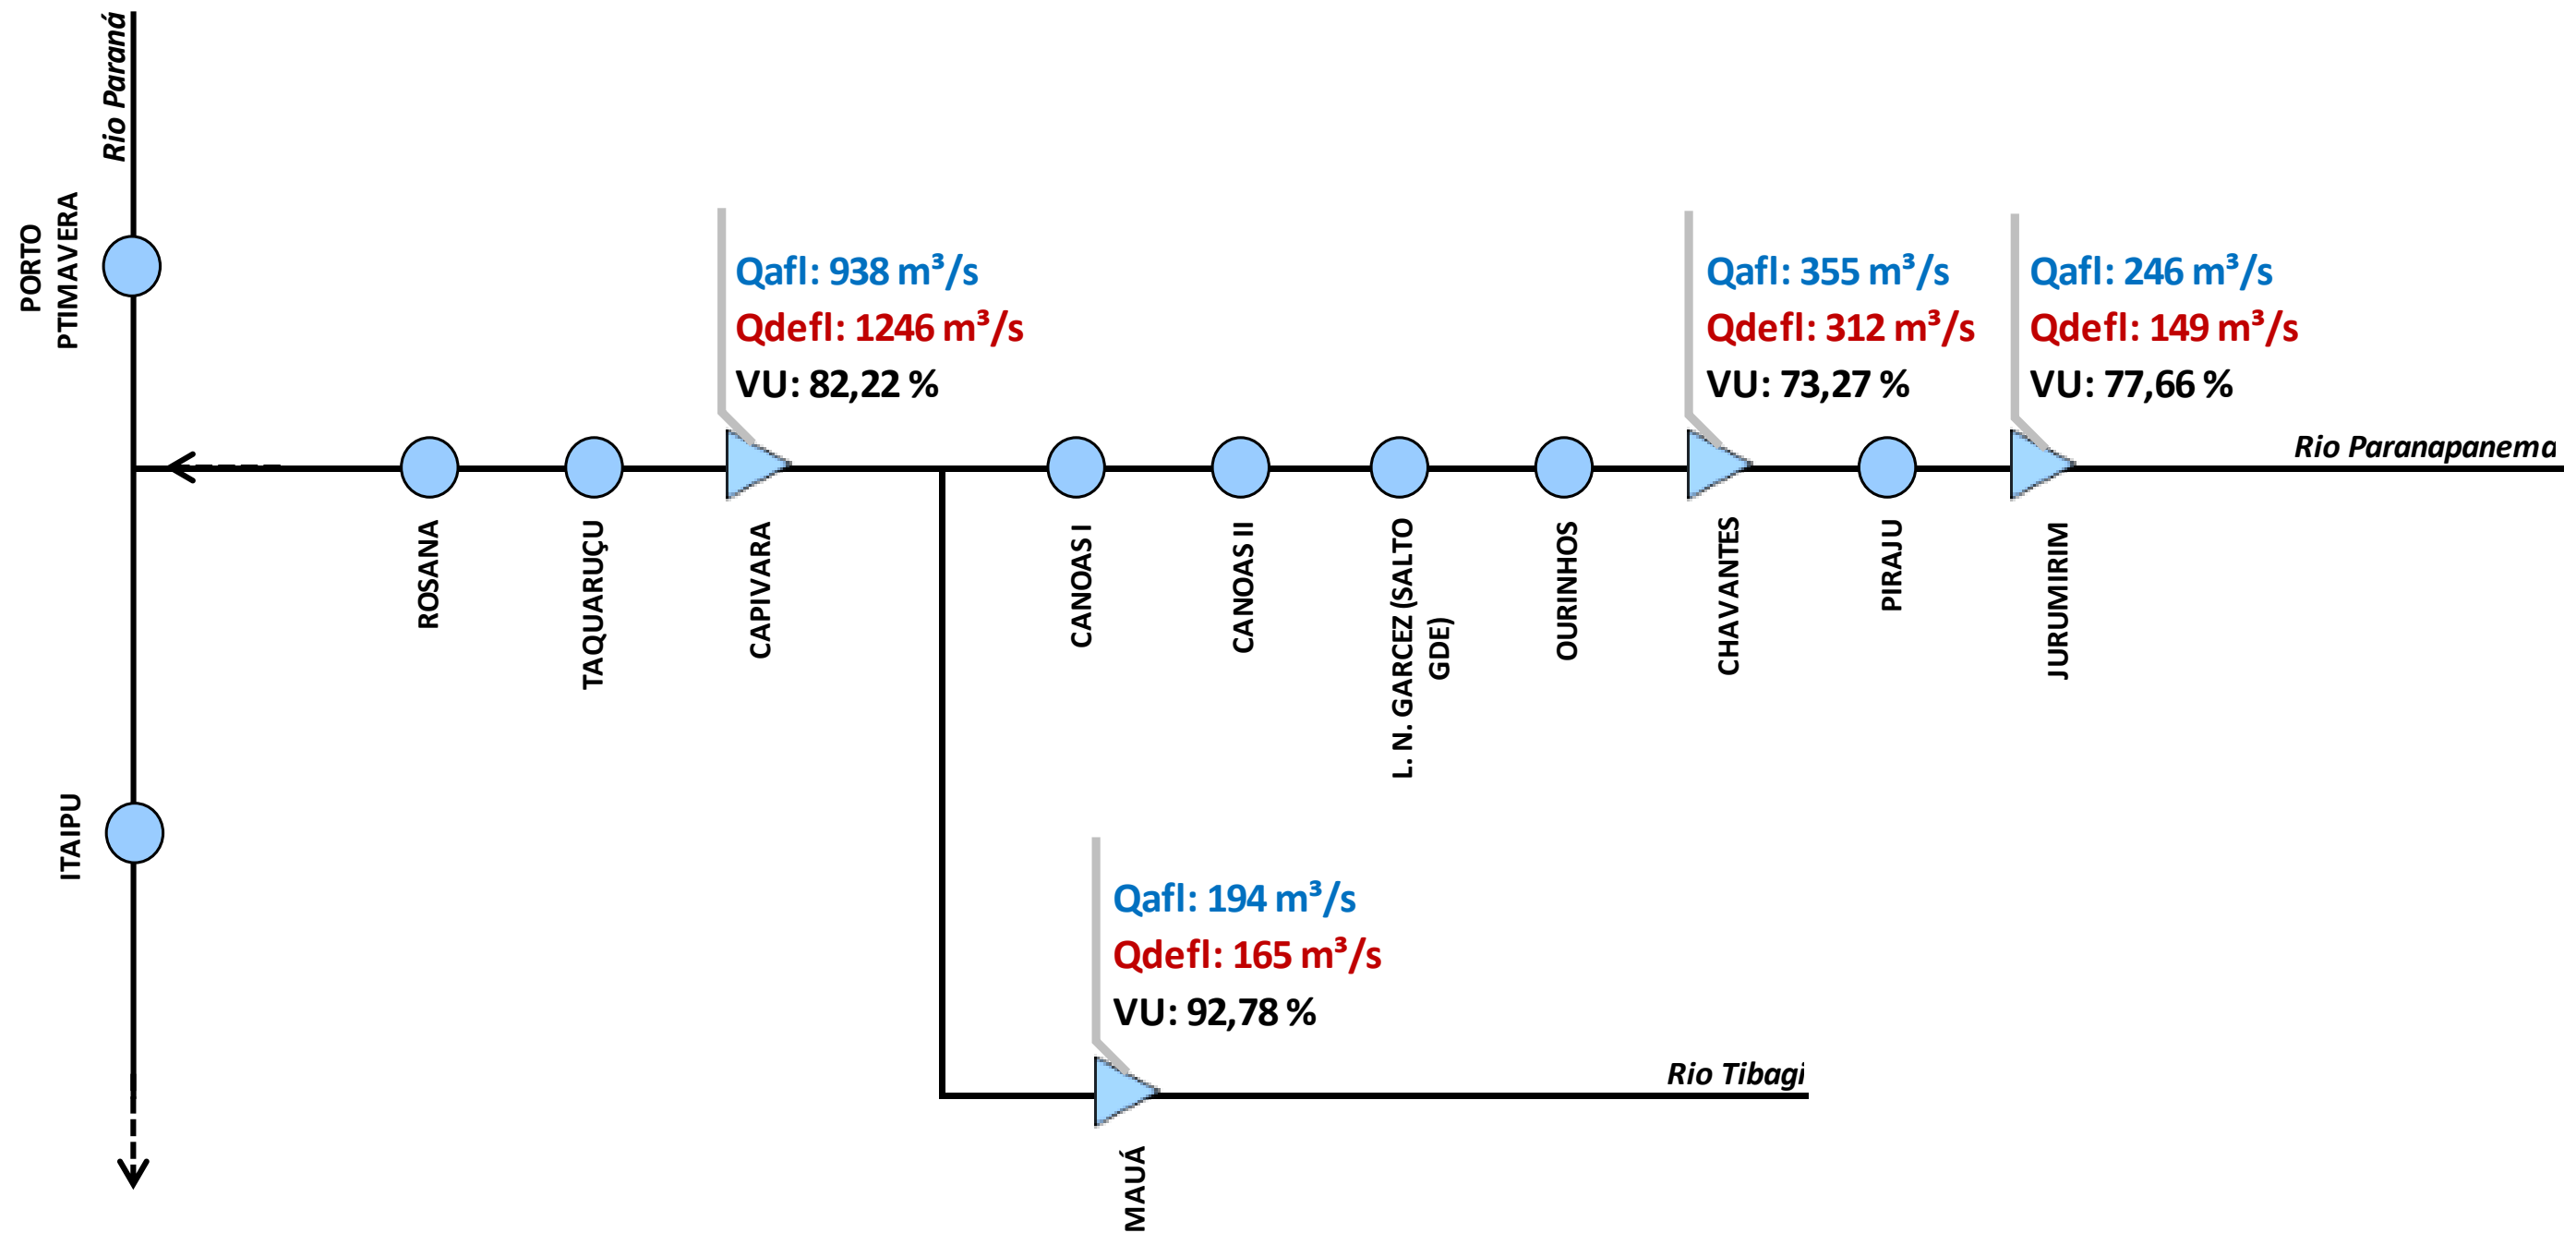 Rio Paraná
PORTO
PTIMAVERA
Qafl: 938 m³/s
Qdefl: 1246 m³/s
VU: 82,22 %
Qafl: 355 m³/s
Qdefl: 312 m³/s
VU: 73,27 %
Qafl: 246 m³/s
Qdefl: 149 m³/s
VU: 77,66 %
Rio Paranapanema
ROSANA
TAQUARUÇU
CAPIVARA
CANOAS I
CANOAS II
L. N. GARCEZ (SALTO
GDE)
OURINHOS
CHAVANTES
PIRAJU
JURUMIRIM
ITAIPU
Qafl: 194 m³/s
Qdefl: 165 m³/s
VU: 92,78 %
Rio Tibagi
MAUÁ